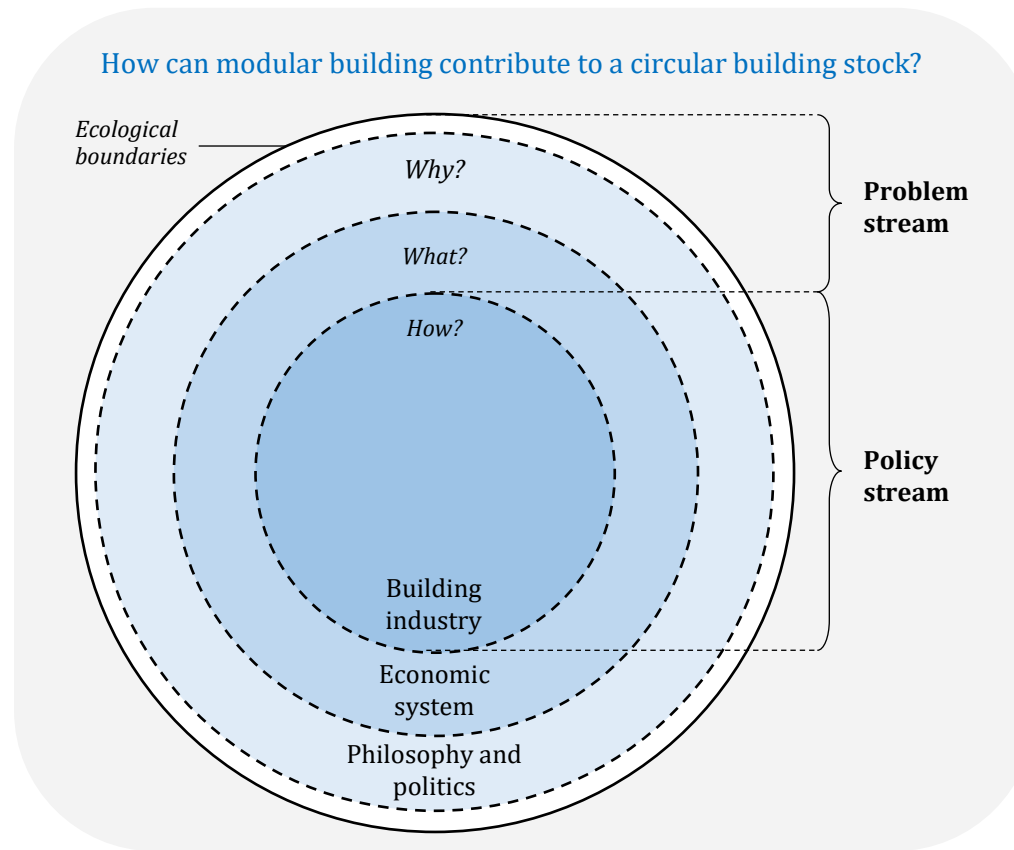 How can modular building contribute to a circular building stock?
Ecological
boundaries
Why?
Problem
stream
What?
How?
Policy
stream
Building
industry
Economic
system
Philosophy and
politics